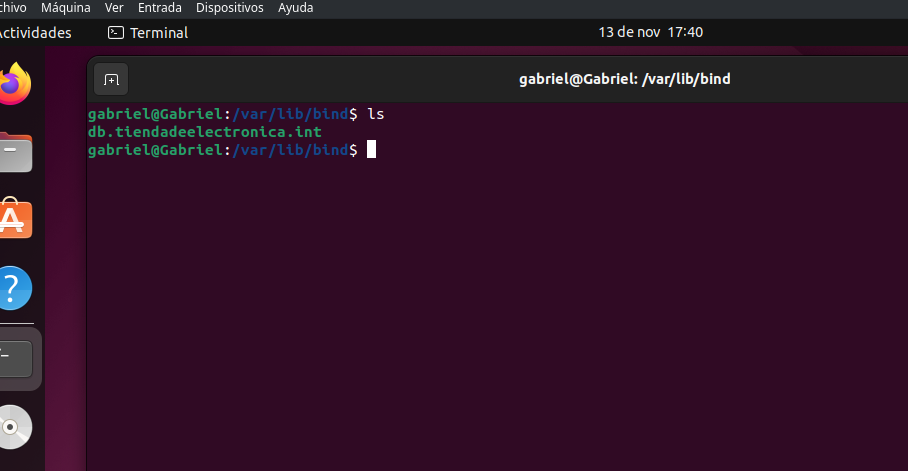 chivo Máquina Ver Entrada Dispositivos Ayuda
Actividades Terminal 13 de nov 17:40
gabriel@Gabriel: /var/lib/bind
gabriel@Gabriel:/var/lib/bind$ ls
db.tiendadeelectronica.int
gabriel@Gabriel:/var/lib/bind$